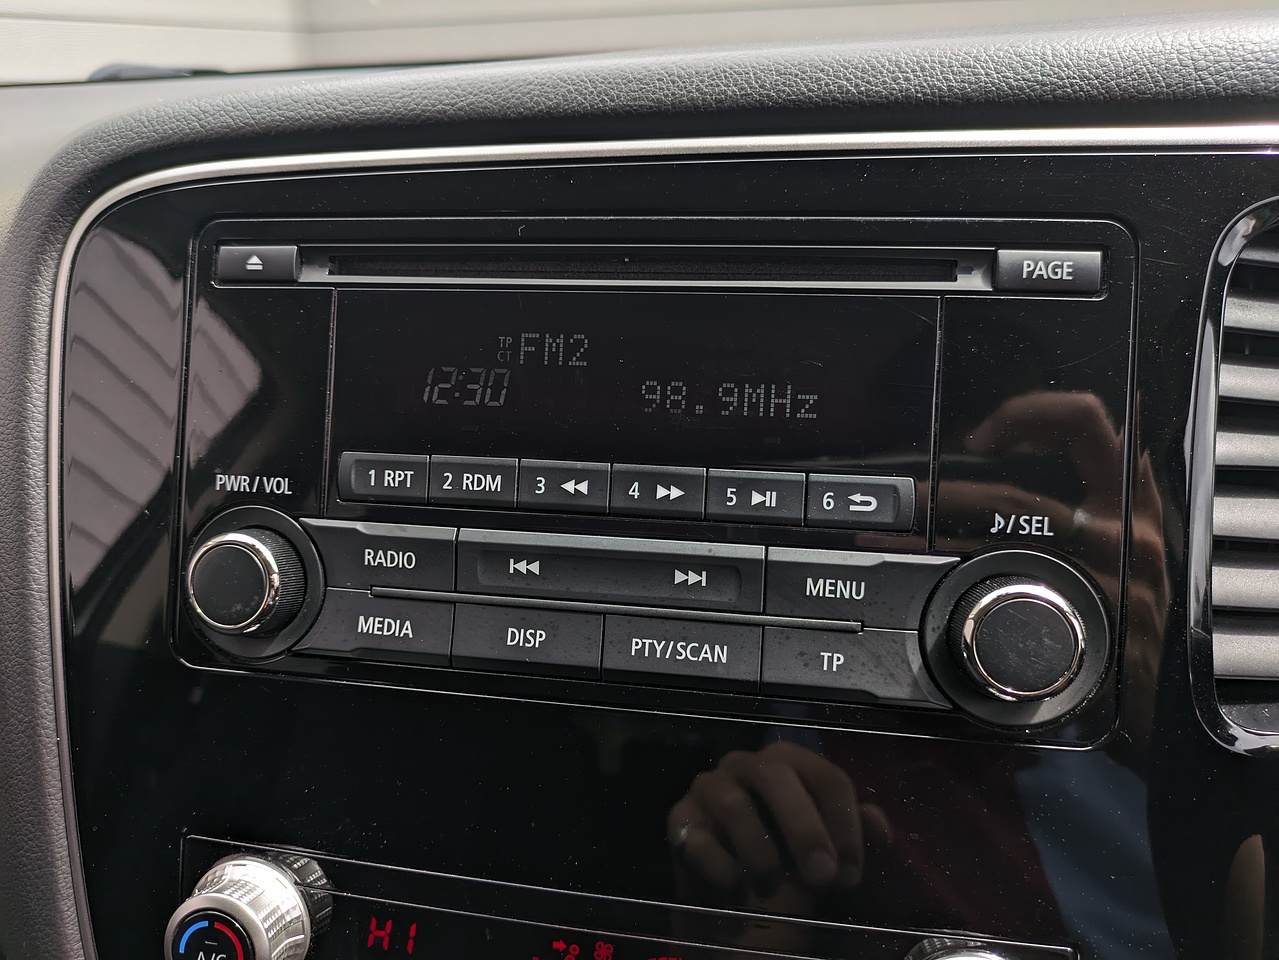 PAGE
TP
CT
FM2
12:30
98.9MHz
1 RPT
2 RDM
3
4
5
6
PWR / VOL
/ SEL
RADIO
MENU
MEDIA
DISP
PTY/SCAN
TP
HI
A/C